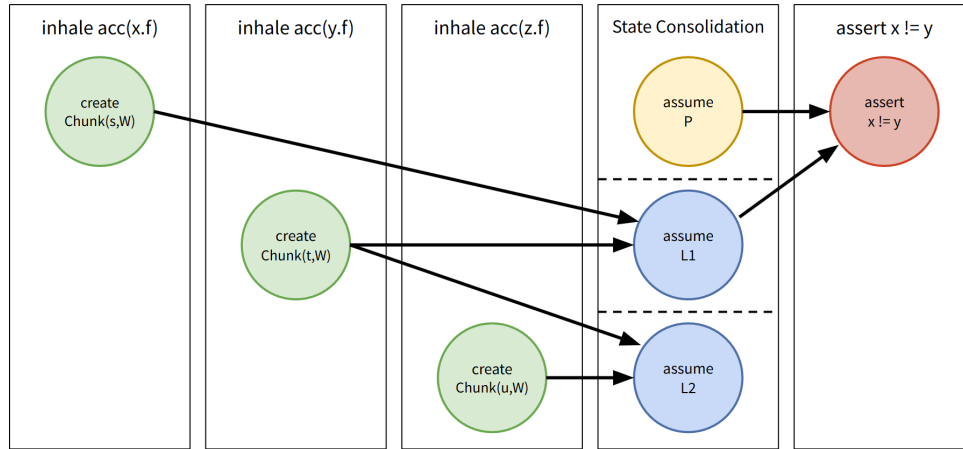 inhale acc(x.f)
inhale acc(y.f)
inhale acc(z.f)
State Consolidation
assert x != y
create
Chunk(s,W)
assume
P
assert
x != y
create
Chunk(t,W)
assume
L1
create
Chunk(u,W)
assume
L2